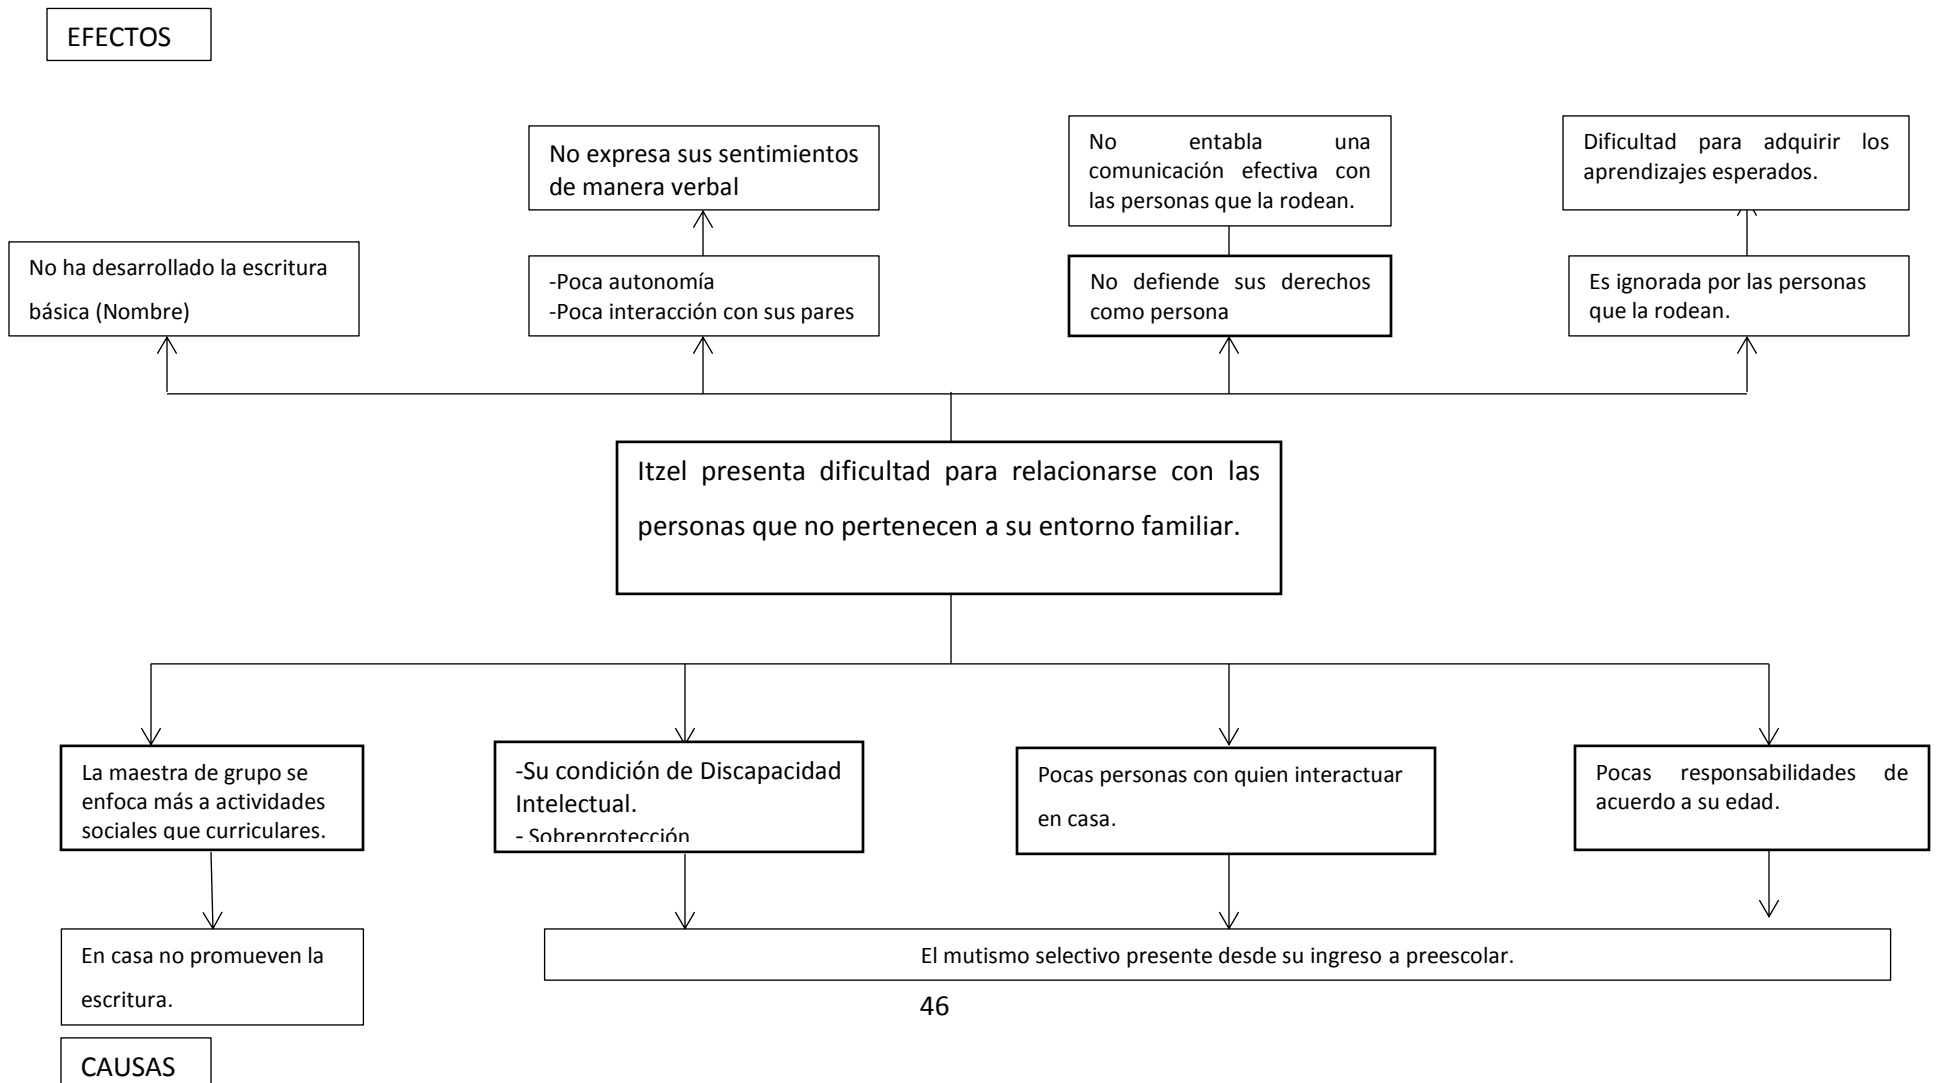 EFECTOS
No expresa sus sentimientos
de manera verbal
No entabla una
comunicación efectiva con
las personas que la rodean.
Dificultad para adquirir los
aprendizajes esperados.
No ha desarrollado la escritura
básica (Nombre)
-Poca autonomía
-Poca interacción con sus pares
No defiende sus derechos
como persona
Es ignorada por las personas
que la rodean.
Itzel presenta dificultad para relacionarse con las
personas que no pertenecen a su entorno familiar.
La maestra de grupo se
enfoca más a actividades
sociales que curriculares.
-Su condición de Discapacidad
Intelectual.
- Sobreprotección
Pocas personas con quien interactuar
en casa.
Pocas responsabilidades de
acuerdo a su edad.
En casa no promueven la
escritura.
El mutismo selectivo presente desde su ingreso a preescolar.
46
CAUSAS